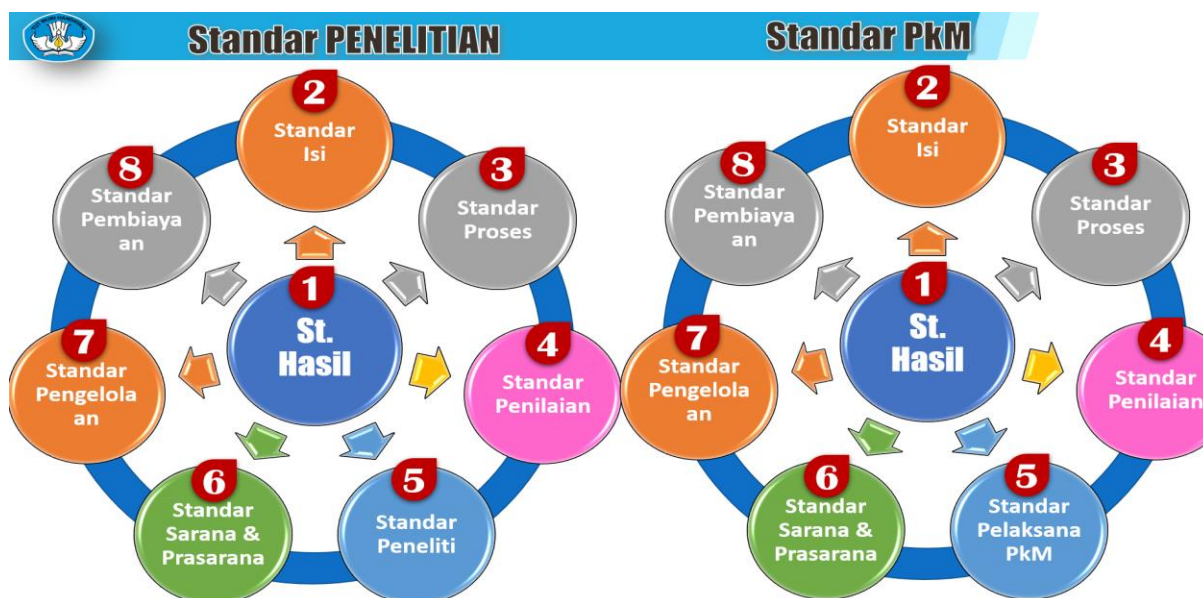 Standar PENELITIAN
1
St.
Hasil
2
Standar
Isi
3
Standar
Proses
4
Standar
Penilaian
5
Standar
Peneliti
6
Standar
Sarana &
Prasarana
7
Standar
Pengelola
an
8
Standar
Pembiaya
an
Standar PkM
1
St.
Hasil
2
Standar
Isi
3
Standar
Proses
4
Standar
Penilaian
5
Standar
Pelaksana
PkM
6
Standar
Sarana &
Prasarana
7
Standar
Pengelola
an
8
Standar
Pembiaya
an